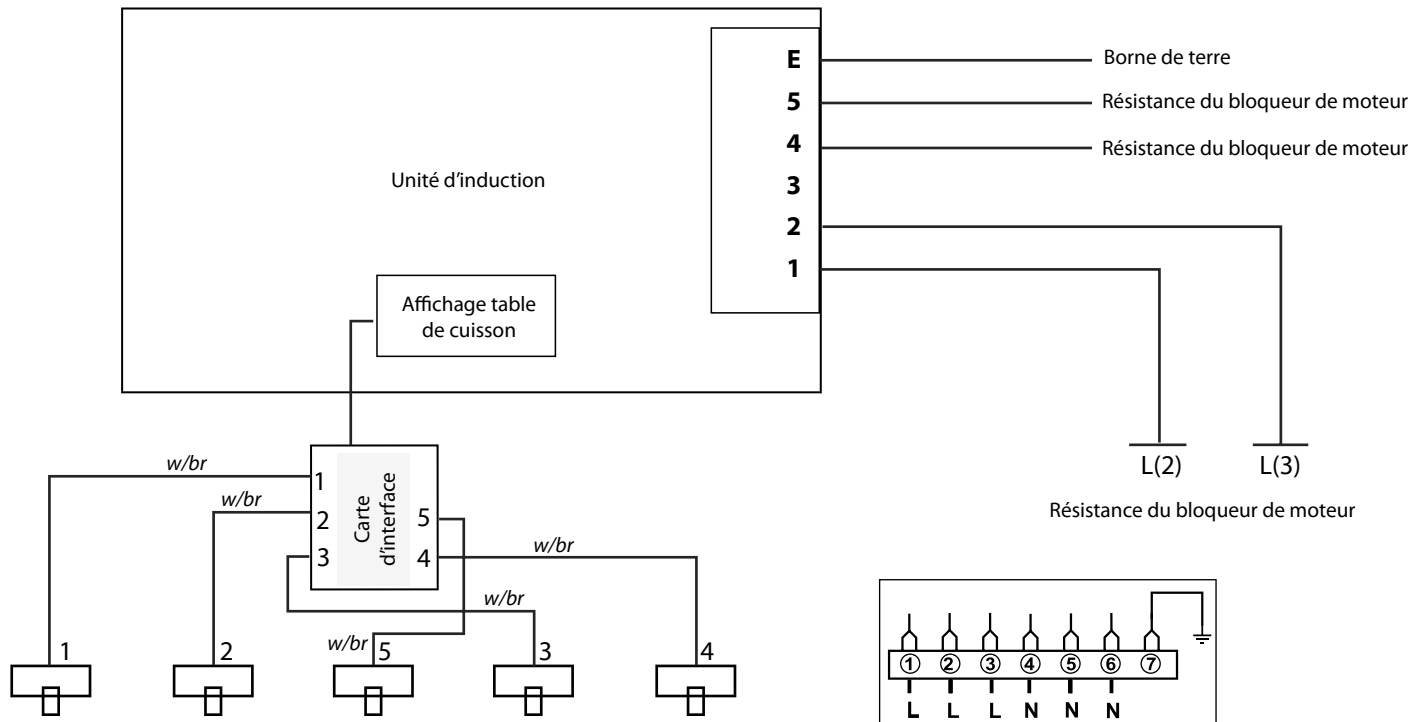 E
Borne de terre
5
Résistance du bloqueur de moteur
4
Résistance du bloqueur de moteur
Unité d'induction
3
2
1
Affichage table
de cuisson
L(2)
L(3)
Résistance du bloqueur de moteur
w/br
w/br
w/br
w/br
w/br
1
2
3
Carte
d'interface
5
4
1
2
5
3
4
1 2 3 4 5 6 7
L L L N N N